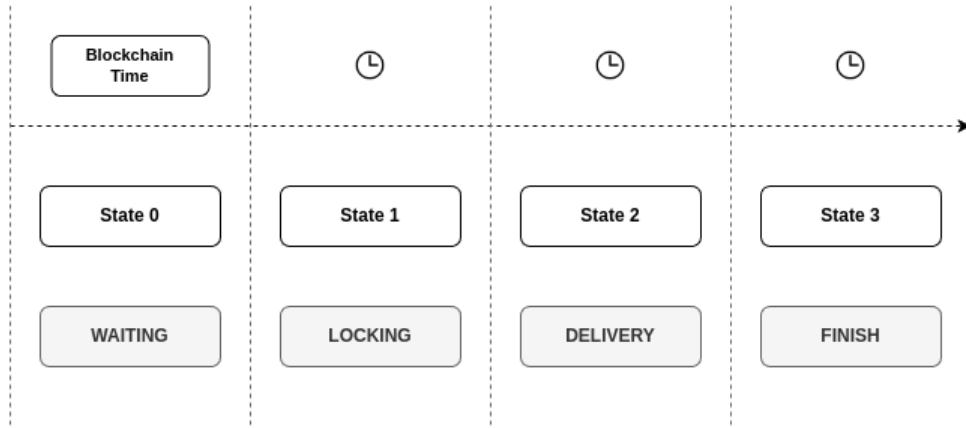 Blockchain
Time
State 0
State 1
State 2
State 3
WAITING
LOCKING
DELIVERY
FINISH